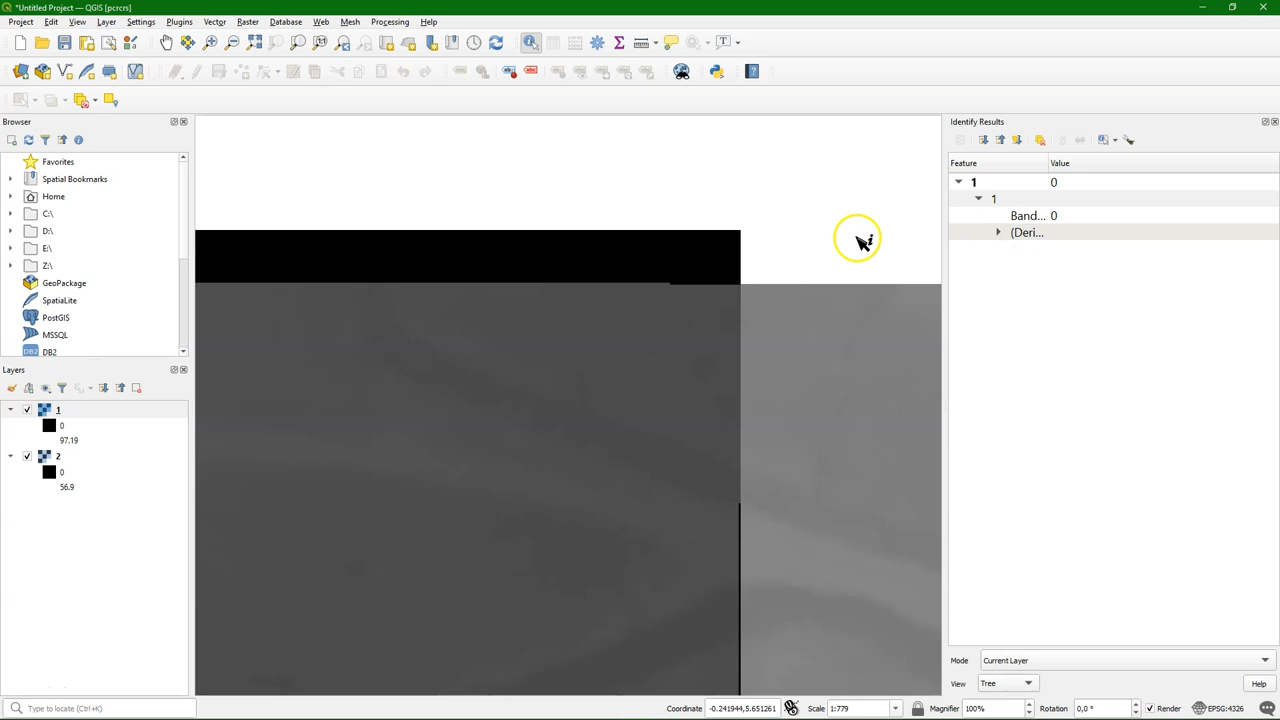 *Untitled Project — QGIS [pcrcrs]
Project Edit View Layer Settings Plugins Vector Raster Database Web Mesh Processing Help
Browser
Favorites
Spatial Bookmarks
Home
C:\
D:\
E:\
Z:\
GeoPackage
SpatiaLite
PostGIS
MSSQL
DB2 DB2
Layers
1
0
97.19
2
0
56.9
Identify Results
Feature Value
1 0
1
Band... 0
(Deri...
Mode Current Layer
View Tree Help
Type to locate (Ctrl+K) Coordinate -0.241944,5.651261 Scale 1:779 Magnifier 100% Rotation 0,0 ° Render EPSG:4326